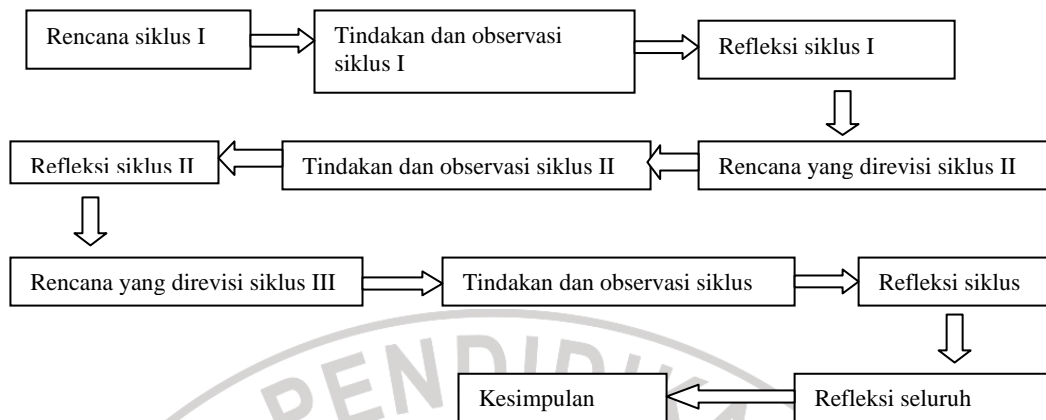 Rencana siklus I
Tindakan dan observasi
siklus I
Refleksi siklus I
Rencana yang direvisi siklus II
Tindakan dan observasi siklus II
Refleksi siklus II
Rencana yang direvisi siklus III
Tindakan dan observasi siklus
Refleksi siklus
Refleksi seluruh
Kesimpulan
PENDIDIKA